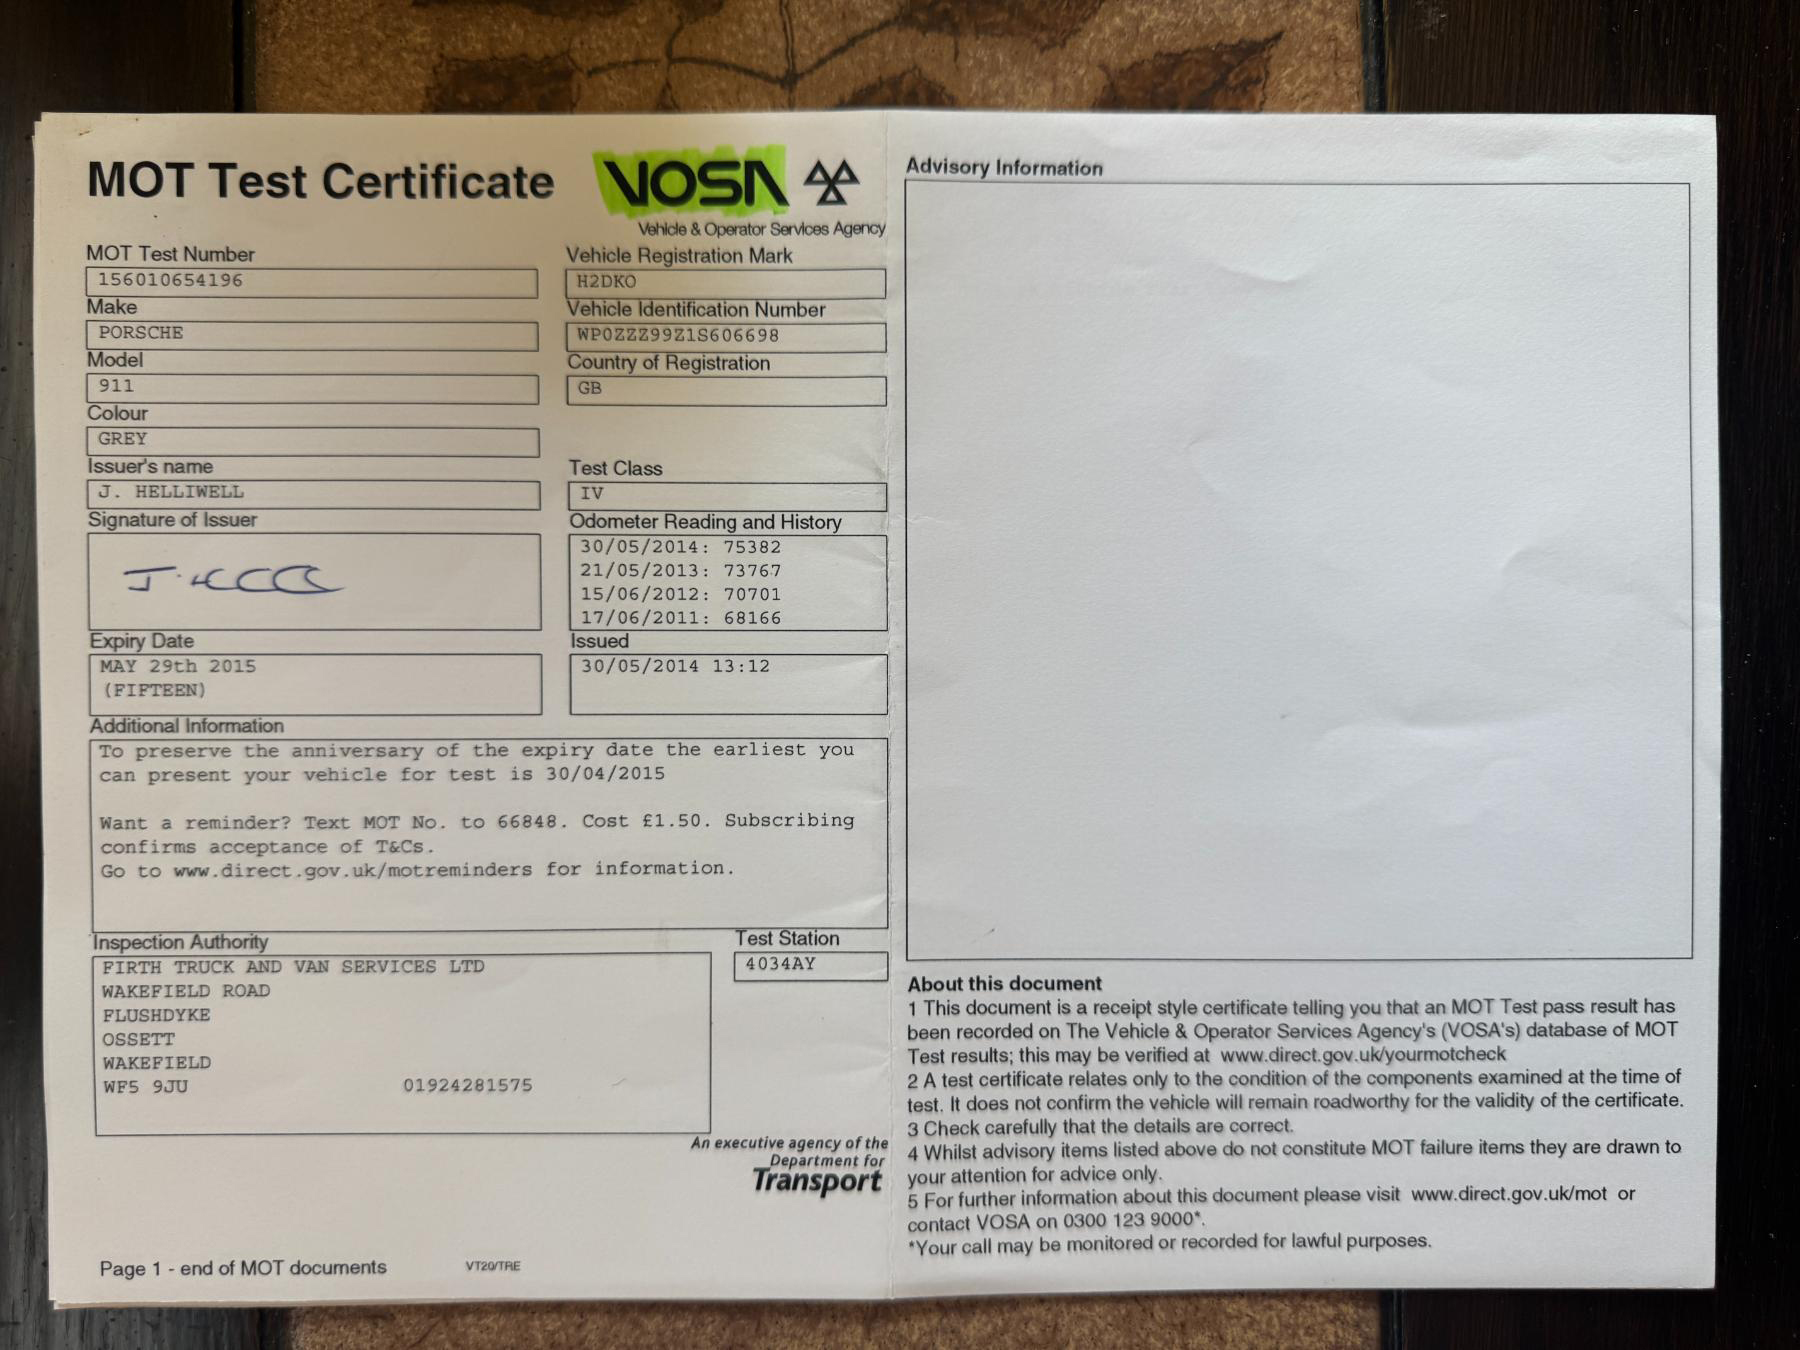 MOT Test Certificate
VOSA
Vehicle & Operator Services Agency
MOT Test Number
156010654196
Vehicle Registration Mark
H2DKO
Make
PORSCHE
Vehicle Identification Number
WP0ZZZ99Z1S606698
Model
911
Country of Registration
GB
Colour
GREY
Issuer's name
J. HELLIWELL
Test Class
IV
Signature of Issuer
Odometer Reading and History
30/05/2014: 75382
21/05/2013: 73767
15/06/2012: 70701
17/06/2011: 68166
Expiry Date
MAY 29th 2015
(FIFTEEN)
Issued
30/05/2014 13:12
Additional Information
To preserve the anniversary of the expiry date the earliest you
can present your vehicle for test is 30/04/2015
Want a reminder? Text MOT No. to 66848. Cost £1.50. Subscribing
confirms acceptance of T&Cs.
Go to www.direct.gov.uk/motreminders for information.
Inspection Authority
FIRTH TRUCK AND VAN SERVICES LTD
WAKEFIELD ROAD
FLUSHDYKE
OSSETT
WAKEFIELD
WF5 9JU 01924281575
Test Station
4034AY
An executive agency of the
Department for
Transport
Page 1 - end of MOT documents
VT20/TRE
Advisory Information
About this document
1 This document is a receipt style certificate telling you that an MOT Test pass result has
been recorded on The Vehicle & Operator Services Agency's (VOSA's) database of MOT
Test results; this may be verified at www.direct.gov.uk/yourmotcheck
2 A test certificate relates only to the condition of the components examined at the time of
test. It does not confirm the vehicle will remain roadworthy for the validity of the certificate.
3 Check carefully that the details are correct.
4 Whilst advisory items listed above do not constitute MOT failure items they are drawn to
your attention for advice only.
5 For further information about this document please visit www.direct.gov.uk/mot or
contact VOSA on 0300 123 9000*.
*Your call may be monitored or recorded for lawful purposes.